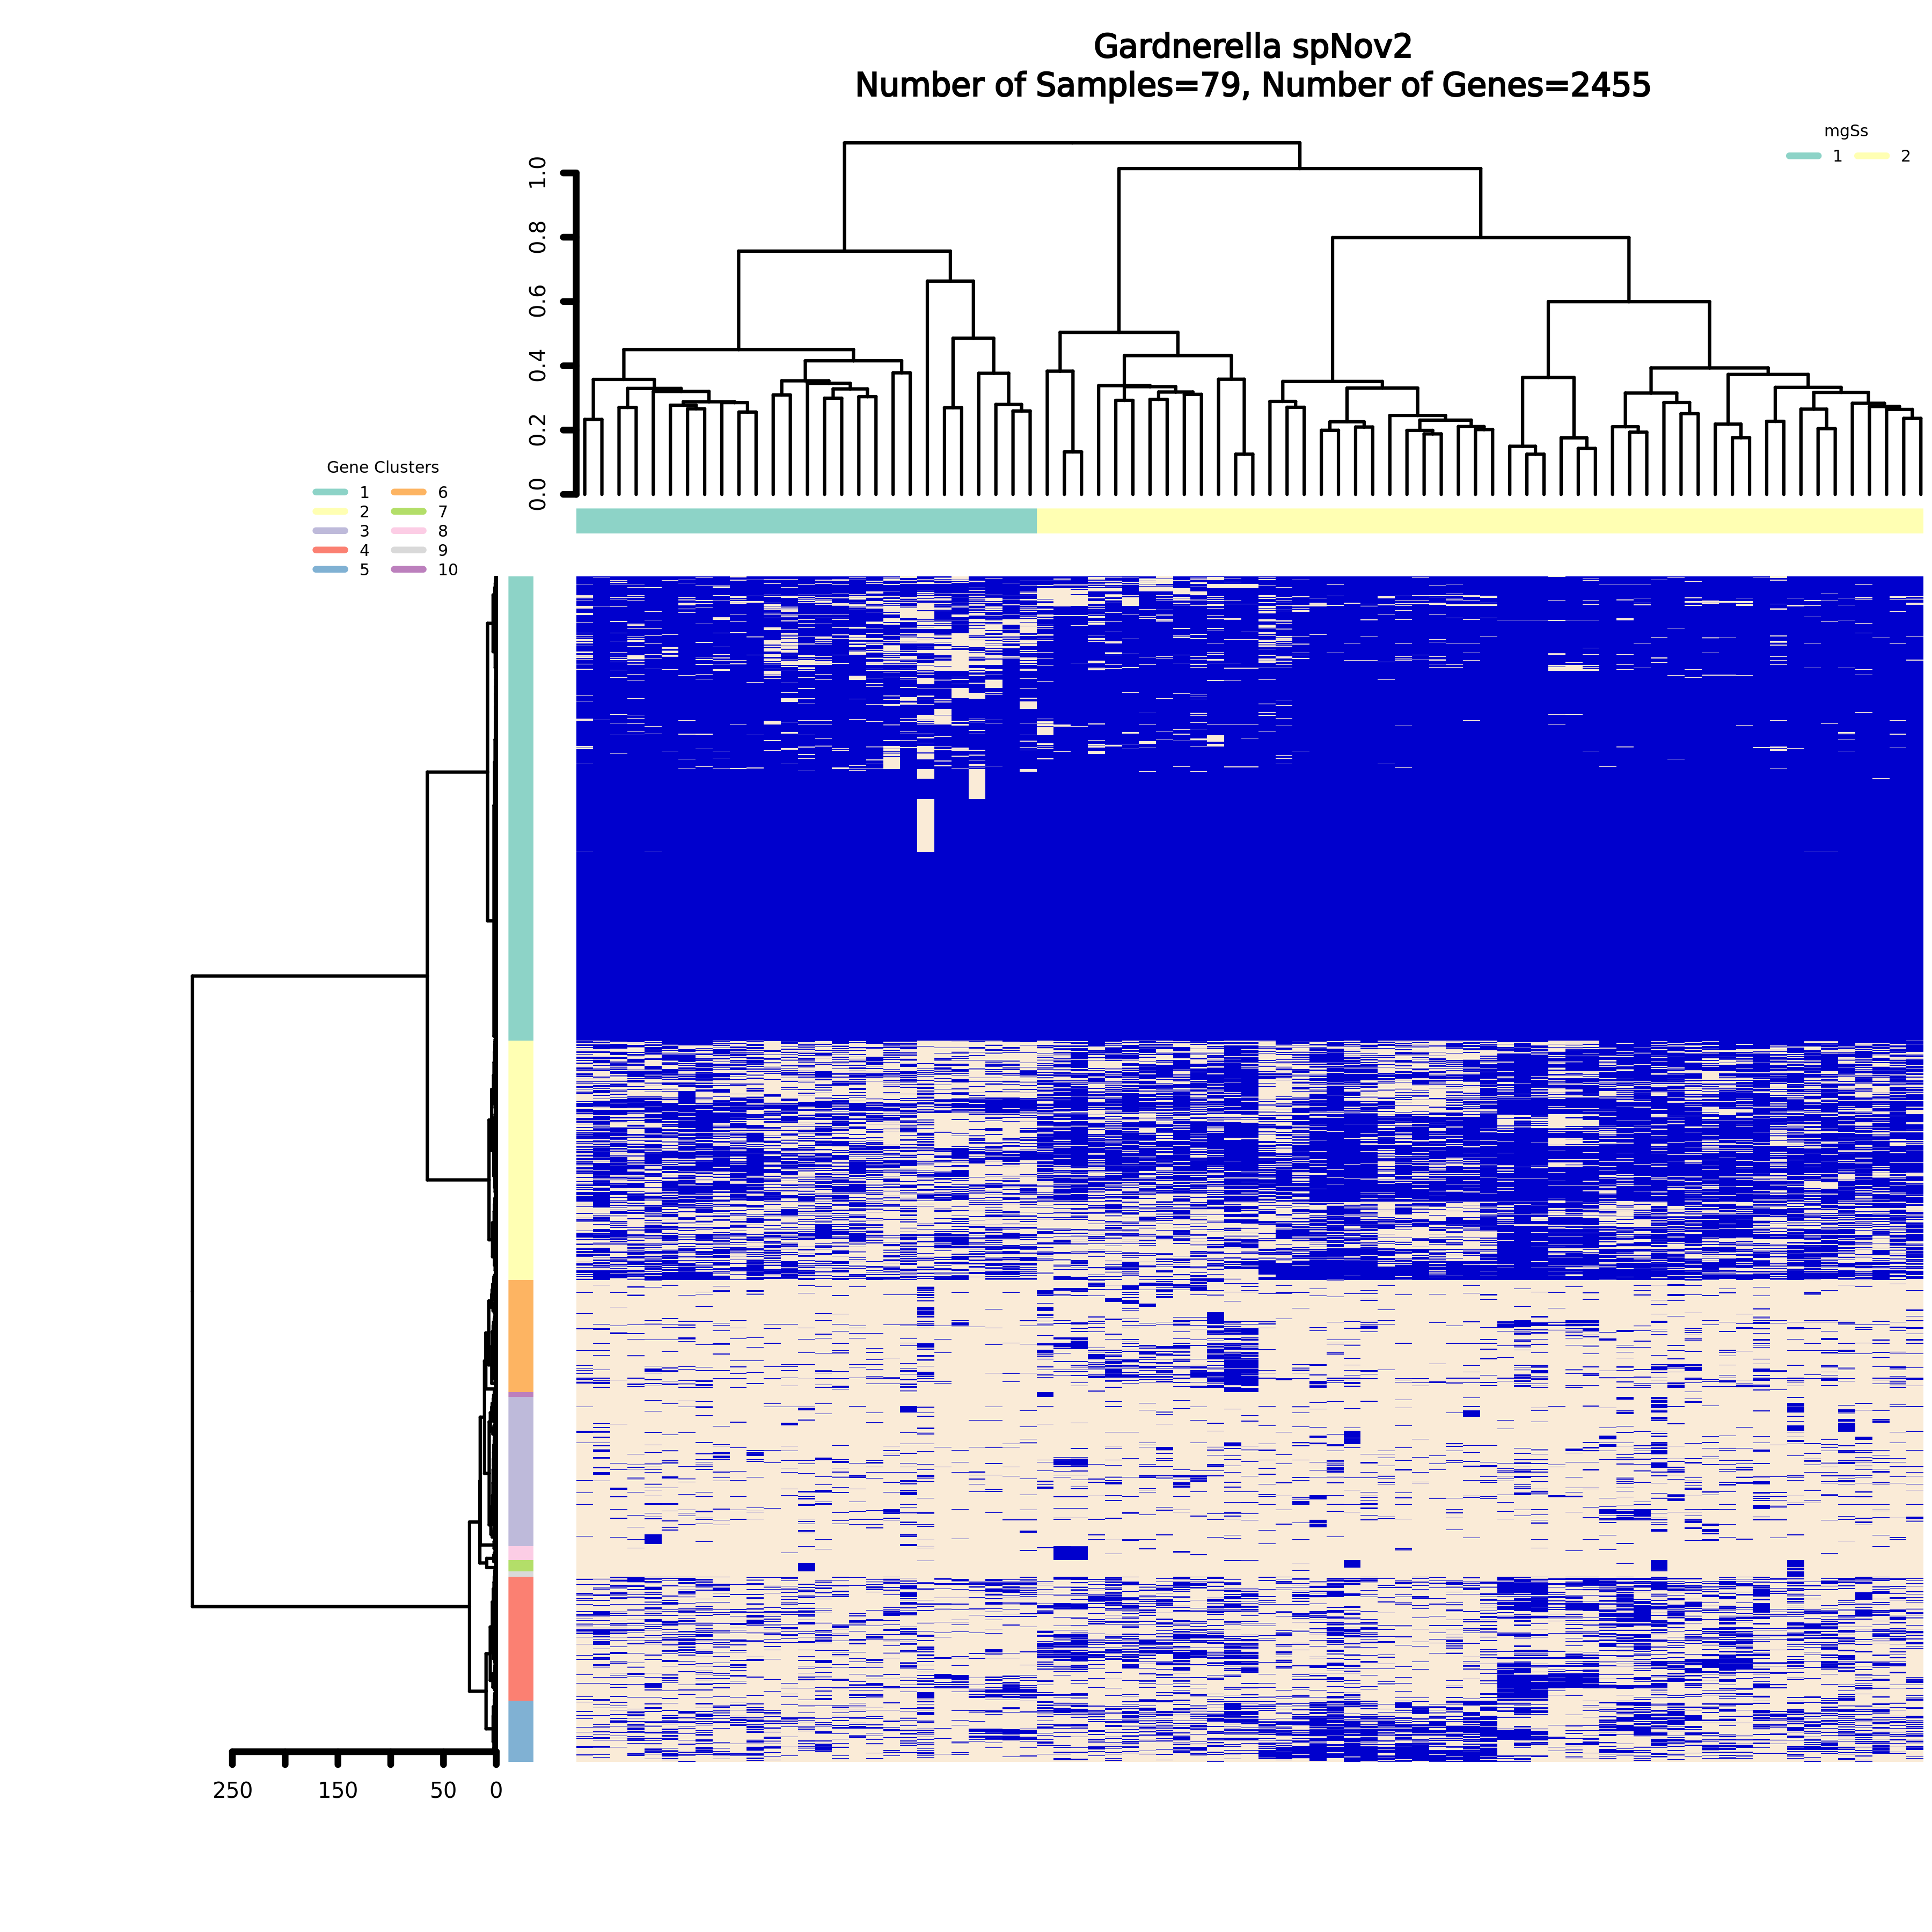 Gardnerella spNov2
Number of Samples=79, Number of Genes=2455
mgSs
1 2
1.0
0.8
0.6
0.4
0.2
0.0
Gene Clusters
1 6
2 7
3 8
4 9
5 10
250 150 50 0